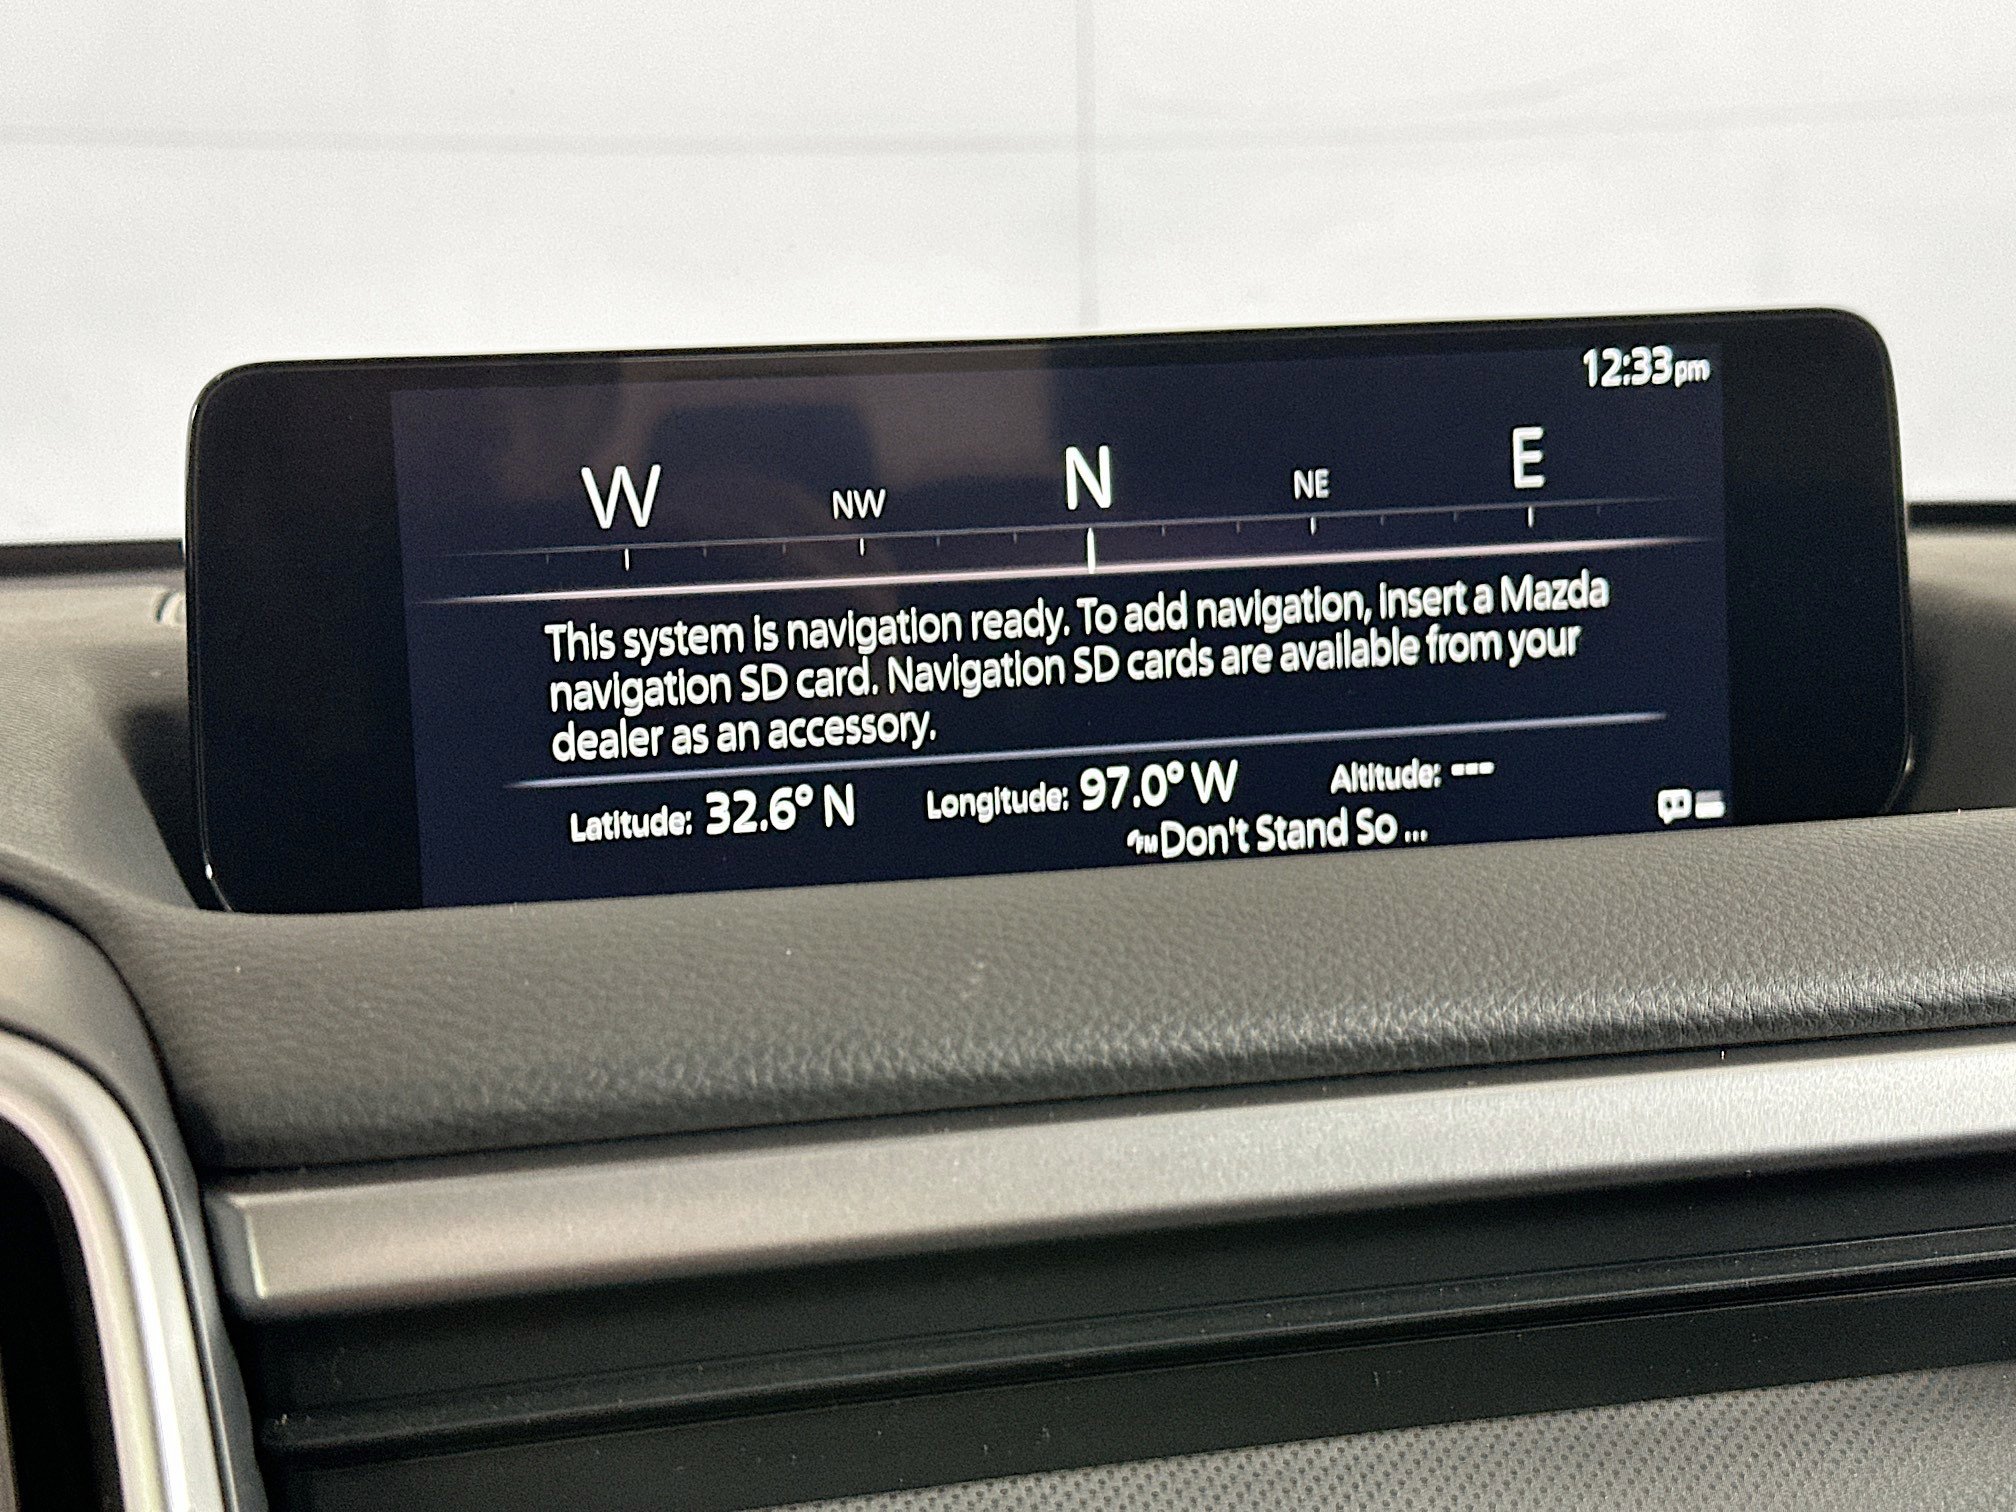 12:33pm
W NW N NE E
This system is navigation ready. To add navigation, insert a Mazda
navigation SD card. Navigation SD cards are available from your
dealer as an accessory.
Latitude: 32.6° N Longitude: 97.0° W Altitude: ---
FM Don't Stand So ...